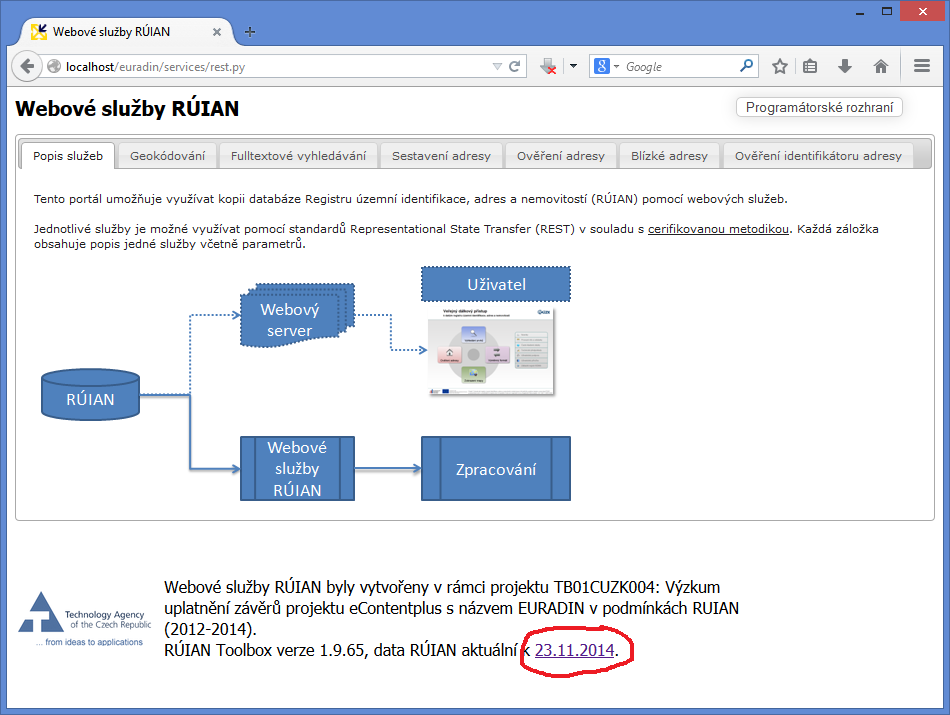 Webové služby RÚIAN
localhost/euradin/services/rest.py
Google
Webové služby RÚIAN
Programátorské rozhraní
Popis služeb
Geokódování
Fulltextové vyhledávání
Sestavení adresy
Ověření adresy
Blízké adresy
Ověření identifikátoru adresy
Tento portál umožňuje využívat kopii databáze Registru územní identifikace, adres a nemovitostí (RÚIAN) pomocí webových služeb.
Jednotlivé služby je možné využívat pomocí standardů Representational State Transfer (REST) v souladu s cerifikovanou metodikou. Každá záložka
obsahuje popis jedné služby včetně parametrů.
Uživatel
Webový
server
Veřejný dálkový přístup
RÚIAN
Webové
služby
RÚIAN
Zpracování
Technology Agency
of the Czech Republic
... from ideas to applications
Webové služby RÚIAN byly vytvořeny v rámci projektu TB01CUZK004: Výzkum
uplatnění závěrů projektu eContentplus s názvem EURADIN v podmínkách RUIAN
(2012-2014).
RÚIAN Toolbox verze 1.9.65, data RÚIAN aktuální k 23.11.2014.